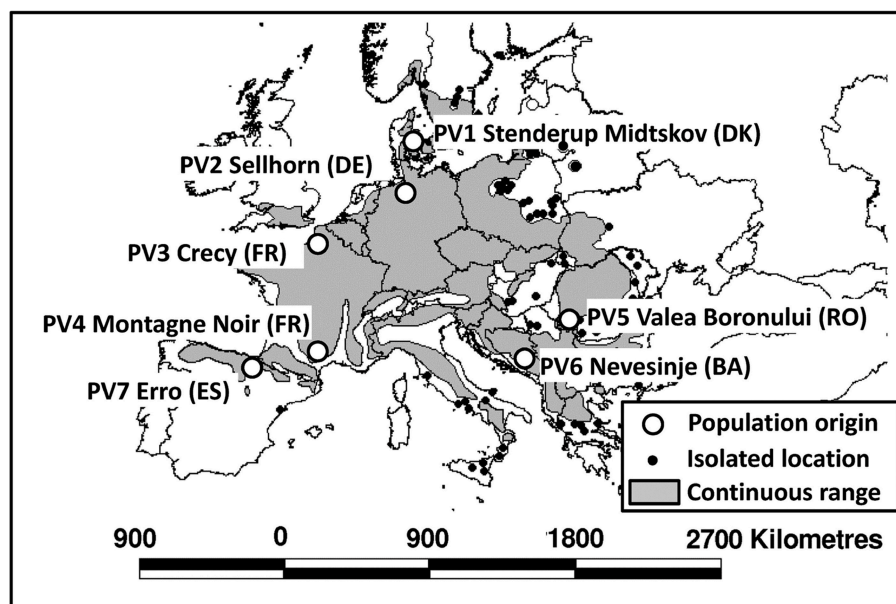 PV1 Stenderup Midtskov (DK)
PV2 Sellhorn (DE)
PV3 Crecy (FR)
PV4 Montagne Noir (FR)
PV5 Valea Boronului (RO)
PV6 Nevesinje (BA)
PV7 Erro (ES)
Population origin
Isolated location
Continuous range
900 0 900 1800 2700 Kilometres